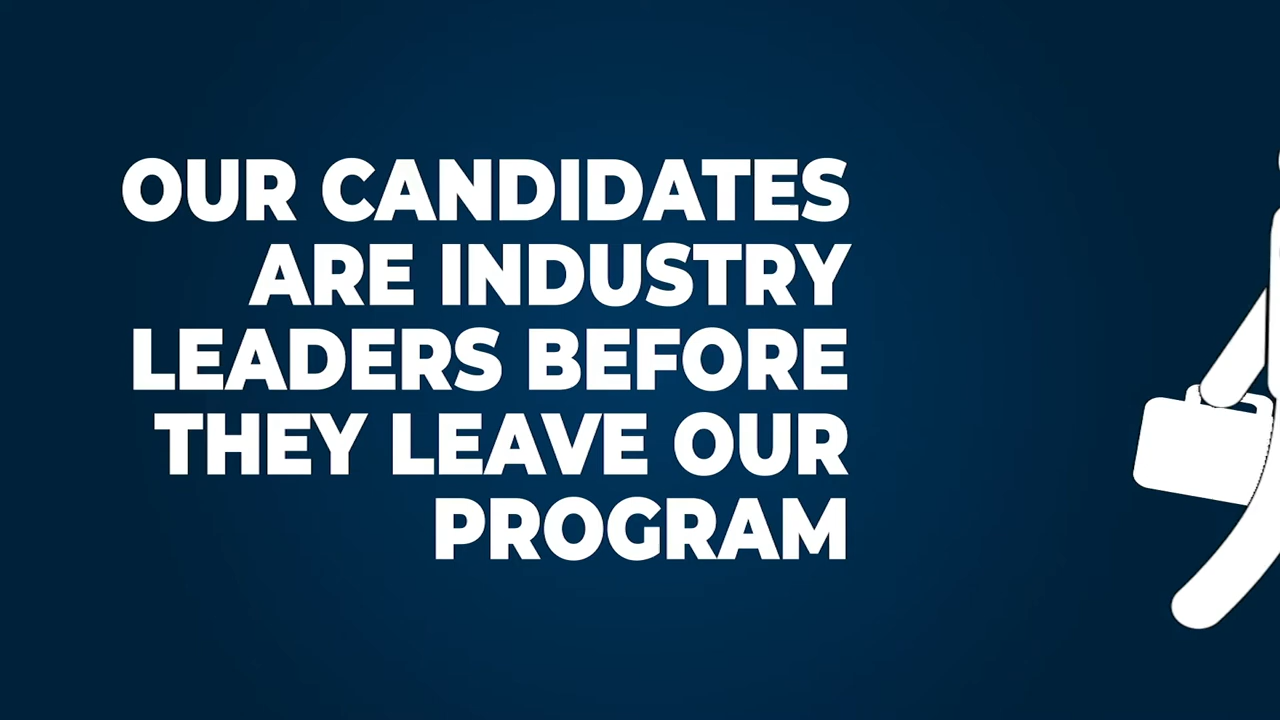 OUR CANDIDATES
ARE INDUSTRY
LEADERS BEFORE
THEY LEAVE OUR
PROGRAM